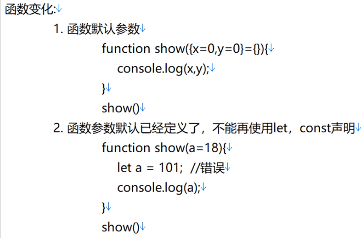 函数变化:
1. 函数默认参数
function show({x=0,y=0}={}){
console.log(x,y);
}
show()
2. 函数参数默认已经定义了，不能再使用let，const声明
function show(a=18){
let a = 101; //错误
console.log(a);
}
show()